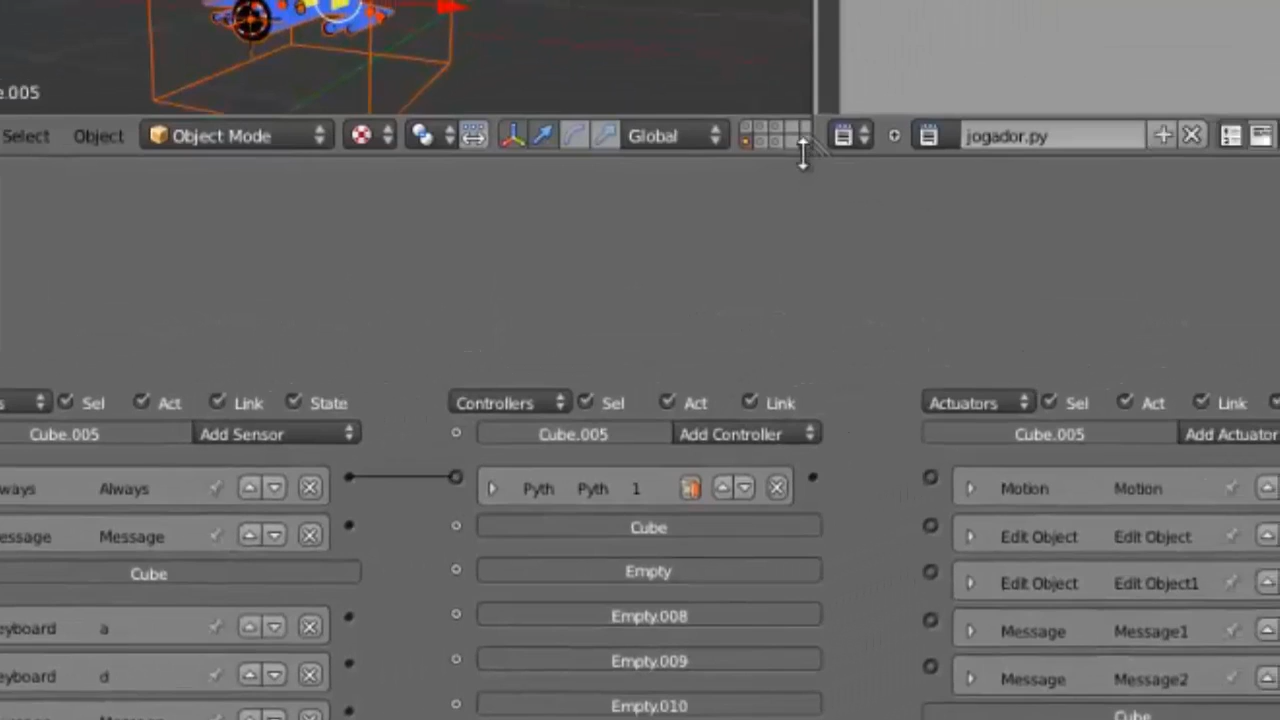 e.005
Select Object Object Mode Global jogador.py
Sel Act Link State Controllers Sel Act Link Actuators Sel Act Link
Cube.005 Add Sensor Cube.005 Add Controller Cube.005 Add Actuator
ways Always Pyth Pyth 1 Motion Motion
essage Message Cube Edit Object Edit Object
Cube Empty Edit Object Edit Object1
eyboard a Empty.008 Message Message1
eyboard d Empty.009 Message Message2
Empty.010 Cube